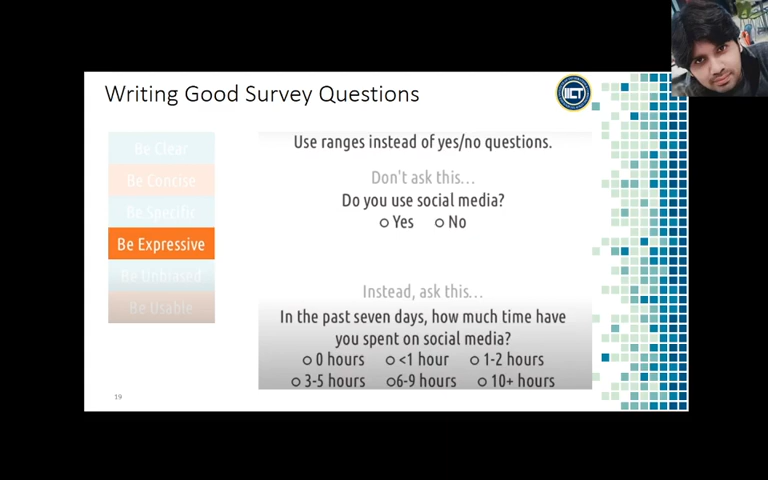 Writing Good Survey Questions
IICT
Be Clear
Be Concise
Be Specific
Be Expressive
Be Unbiased
Be Usable
Use ranges instead of yes/no questions.
Don't ask this...
Do you use social media?
Yes No
Instead, ask this...
In the past seven days, how much time have
you spent on social media?
0 hours <1 hour 1-2 hours
3-5 hours 6-9 hours 10+ hours
19